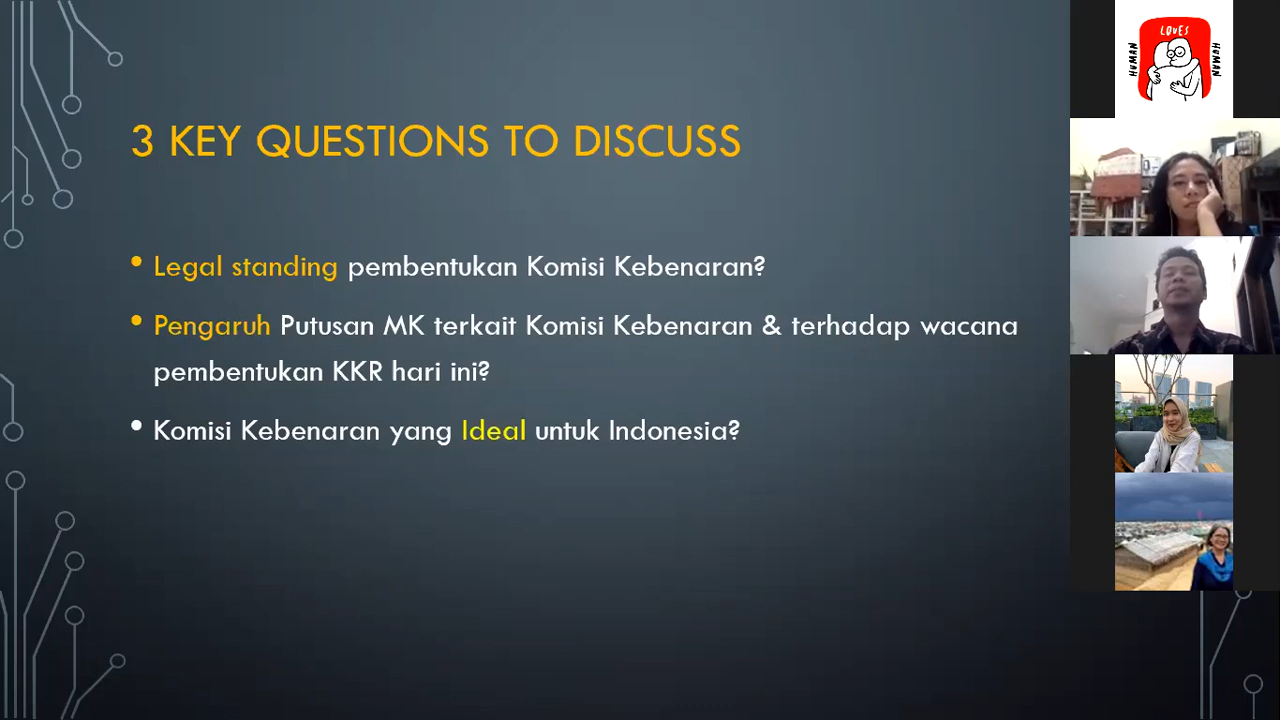 3 KEY QUESTIONS TO DISCUSS
• Legal standing pembentukan Komisi Kebenaran?
• Pengaruh Putusan MK terkait Komisi Kebenaran & terhadap wacana
pembentukan KKR hari ini?
• Komisi Kebenaran yang Ideal untuk Indonesia?
HUMAN
LOVES
HUMAN